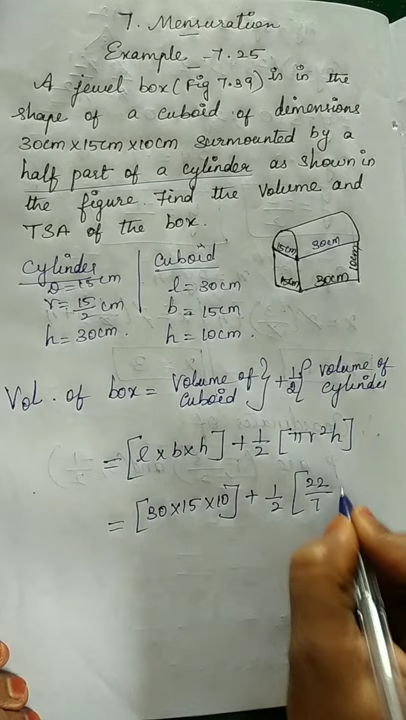 7. Mensuration
Example - 7.25
A jewel box (Fig 7.39) is in the
shape of a cuboid of dimensions
30cm x 15cm x 10cm surmounted by a
half part of a cylinder as shown in
the figure. Find the Volume and
TSA of the box.
Cylinder
D = 15cm
r = 15/2 cm
h = 30cm.
Cuboid
l = 30cm
b = 15cm
h = 10cm.
15cm 30cm
10cm
15cm 30cm
Vol. of box = Volume of cuboid } + 1/2 { volume of cylinder
= [l x b x h] + 1/2 [πr²h]
= [30 x 15 x 10] + 1/2 [22/7